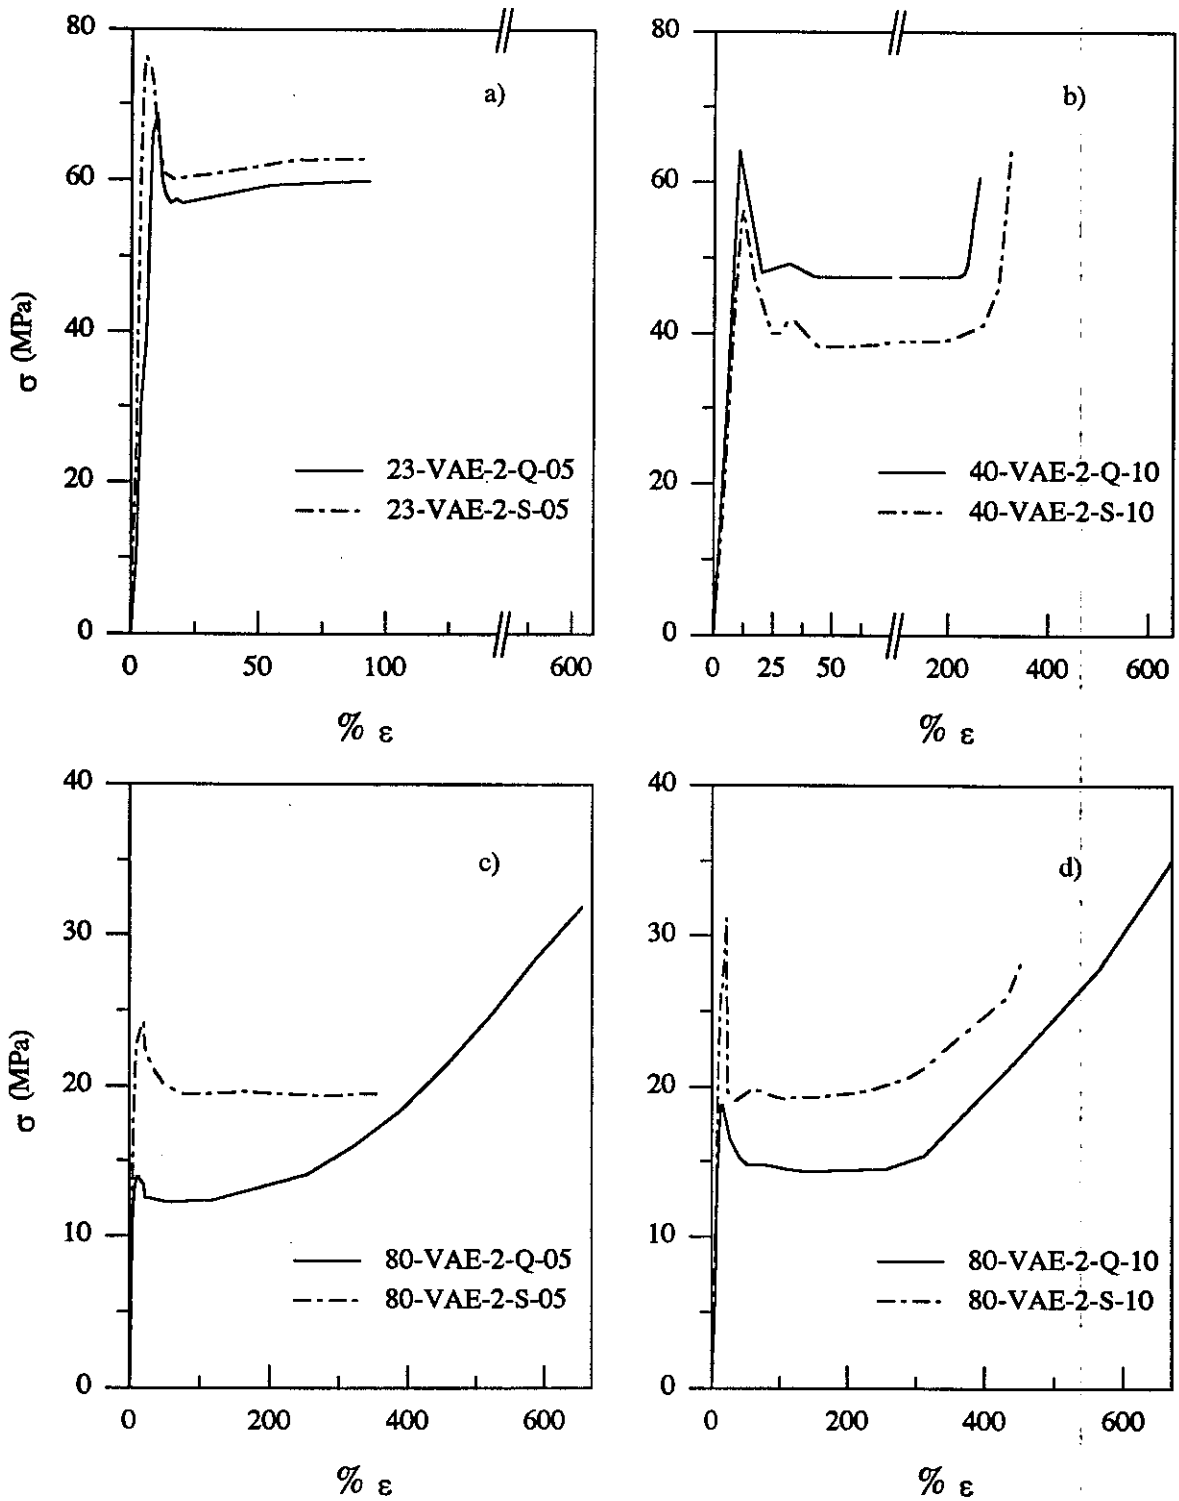 80
60
40
20
0
σ (MPa)
a)
23-VAE-2-Q-05
23-VAE-2-S-05
0 50 100 600
% ε
80
60
40
20
0
b)
40-VAE-2-Q-10
40-VAE-2-S-10
0 25 50 200 400 600
% ε
40
30
20
10
0
σ (MPa)
c)
80-VAE-2-Q-05
80-VAE-2-S-05
0 200 400 600
% ε
40
30
20
10
0
d)
80-VAE-2-Q-10
80-VAE-2-S-10
0 200 400 600
% ε